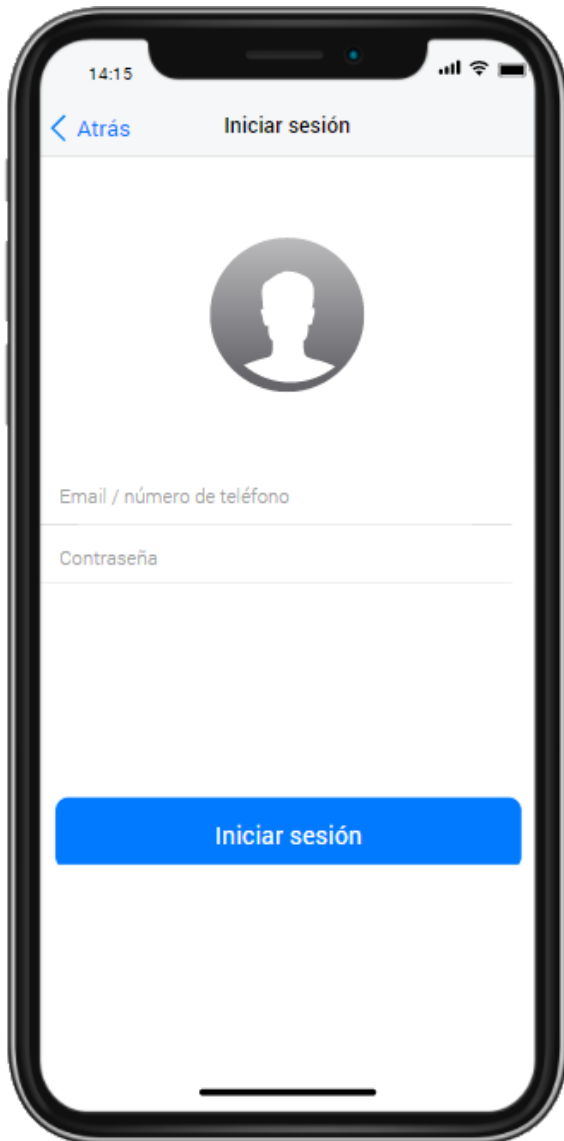 14:15
Atrás
Iniciar sesión
Email / número de teléfono
Contraseña
Iniciar sesión